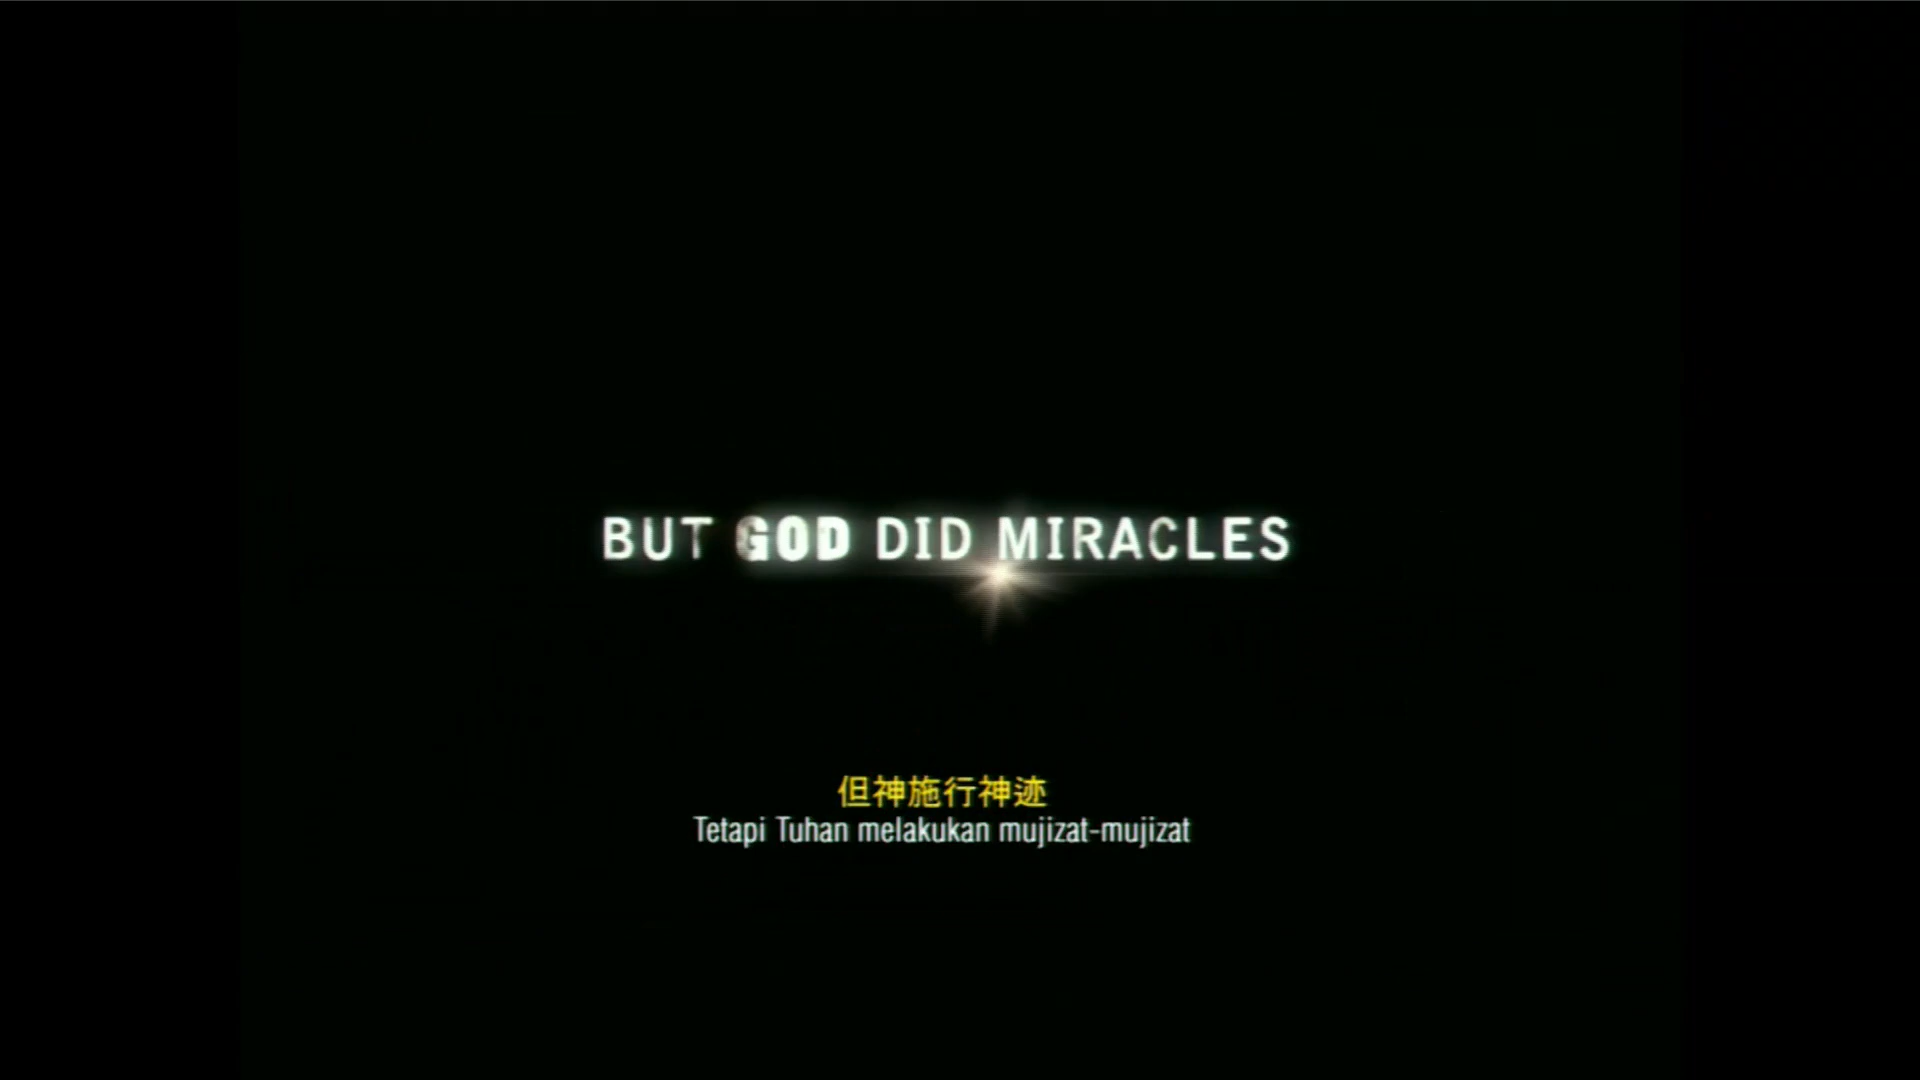 BUT GOD DID MIRACLES
但神施行神迹
Tetapi Tuhan melakukan mujizat-mujizat